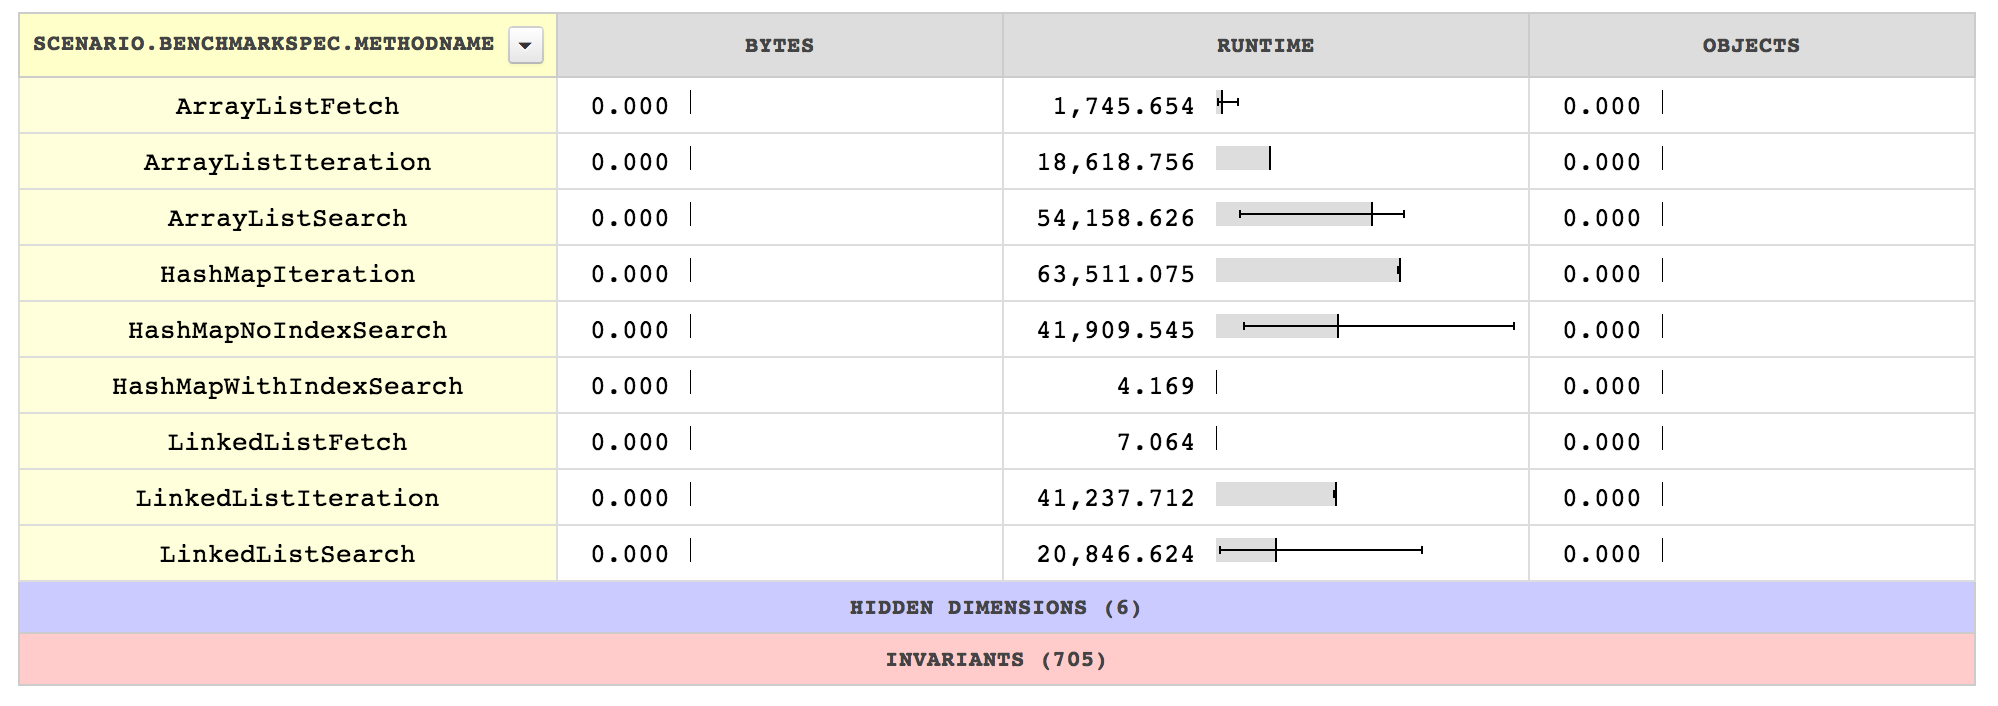 SCENARIO.BENCHMARKSPEC.METHODNAME BYTES RUNTIME OBJECTS
ArrayListFetch 0.000 1,745.654 0.000
ArrayListIteration 0.000 18,618.756 0.000
ArrayListSearch 0.000 54,158.626 0.000
HashMapIteration 0.000 63,511.075 0.000
HashMapNoIndexSearch 0.000 41,909.545 0.000
HashMapWithIndexSearch 0.000 4.169 0.000
LinkedListFetch 0.000 7.064 0.000
LinkedListIteration 0.000 41,237.712 0.000
LinkedListSearch 0.000 20,846.624 0.000
HIDDEN DIMENSIONS (6)
INVARIANTS (705)